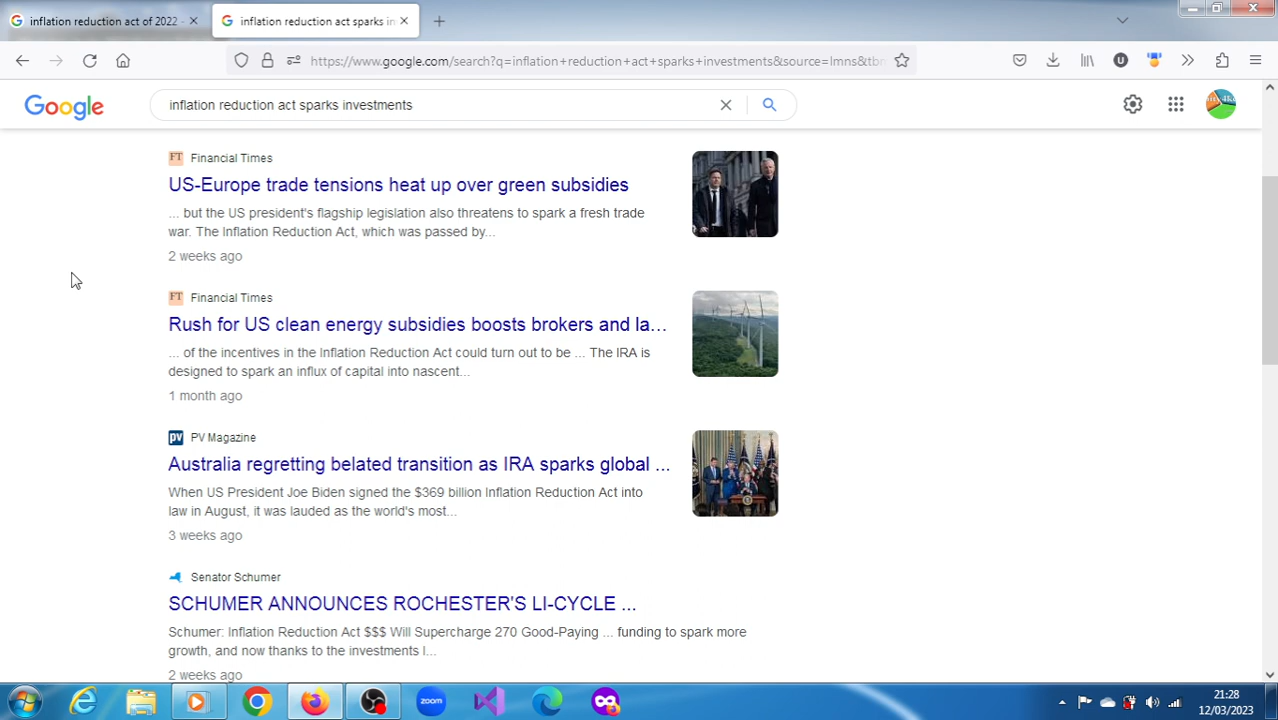 inflation reduction act of 2022 -
inflation reduction act sparks in
https://www.google.com/search?q=inflation+reduction+act+sparks+investments&source=lmns&tbm
Google
inflation reduction act sparks investments
FT Financial Times
US-Europe trade tensions heat up over green subsidies
... but the US president's flagship legislation also threatens to spark a fresh trade
war. The Inflation Reduction Act, which was passed by...
2 weeks ago
FT Financial Times
Rush for US clean energy subsidies boosts brokers and la...
... of the incentives in the Inflation Reduction Act could turn out to be ... The IRA is
designed to spark an influx of capital into nascent...
1 month ago
pv PV Magazine
Australia regretting belated transition as IRA sparks global ...
When US President Joe Biden signed the $369 billion Inflation Reduction Act into
law in August, it was lauded as the world's most...
3 weeks ago
Senator Schumer
SCHUMER ANNOUNCES ROCHESTER'S LI-CYCLE ...
Schumer: Inflation Reduction Act $$$ Will Supercharge 270 Good-Paying ... funding to spark more
growth, and now thanks to the investments I...
2 weeks ago
zoom
21:28
12/03/2023